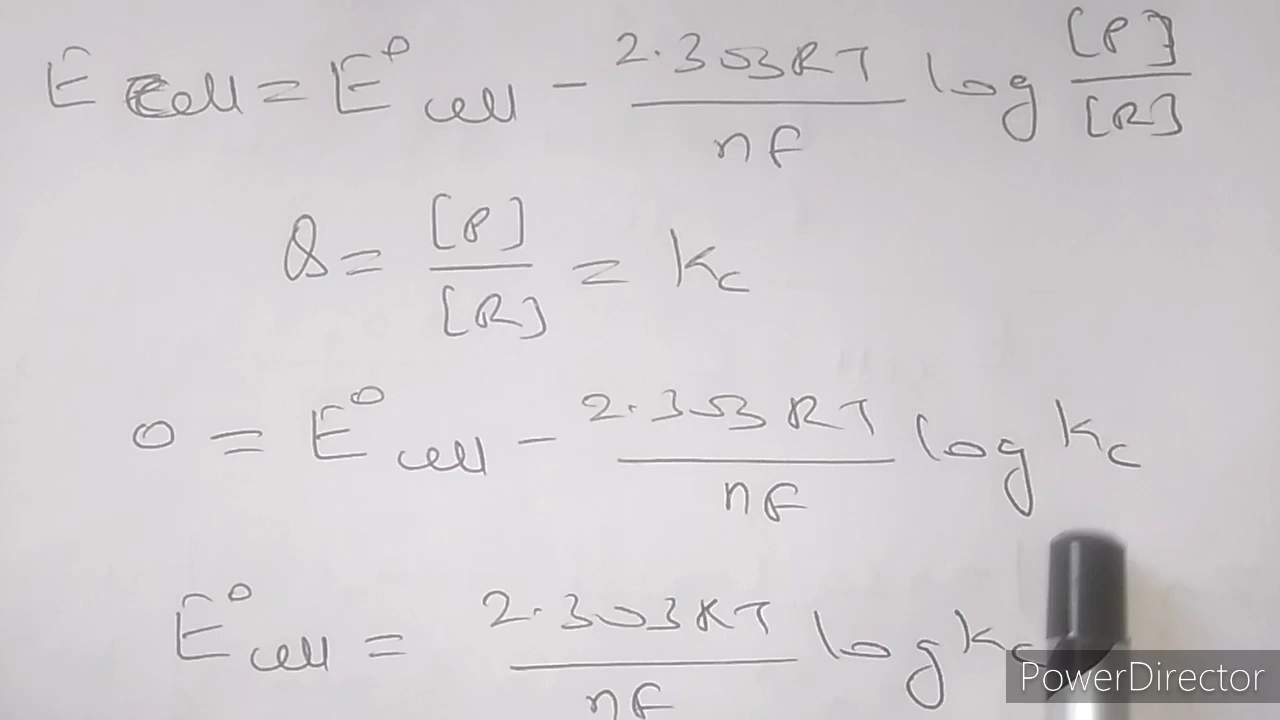 E cell = E° cell - 2.303RT/nF log [P]/[R]
Q = [P]/[R] = Kc
0 = E° cell - 2.303RT/nF log Kc
E° cell = 2.303RT/nF log Kc
PowerDirector